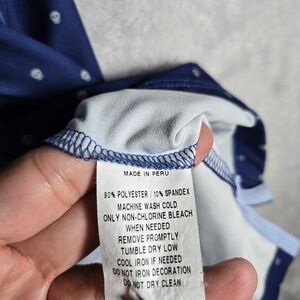 MADE IN PERU
90% POLYESTER / 10% SPANDEX
MACHINE WASH COLD
ONLY NON-CHLORINE BLEACH
WHEN NEEDED
REMOVE PROMPTLY
TUMBLE DRY LOW
COOL IRON IF NEEDED
DO NOT IRON DECORATION
DO NOT DRY CLEAN